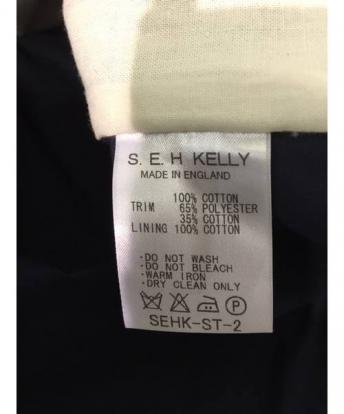 S. E. H KELLY
MADE IN ENGLAND
100% COTTON
TRIM 65% POLYESTER
35% COTTON
LINING 100% COTTON
・DO NOT WASH
・DO NOT BLEACH
・WARM IRON
・DRY CLEAN ONLY
P
SEHK-ST-2